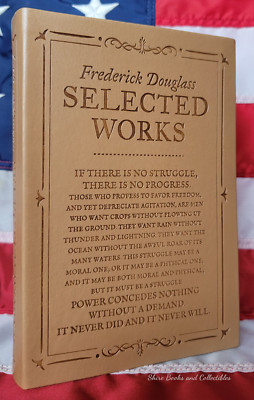 Frederick Douglass
SELECTED
WORKS
IF THERE IS NO STRUGGLE,
THERE IS NO PROGRESS.
THOSE WHO PROFESS TO FAVOR FREEDOM,
AND YET DEPRECIATE AGITATION, ARE MEN
WHO WANT CROPS WITHOUT PLOWING UP
THE GROUND. THEY WANT RAIN WITHOUT
THUNDER AND LIGHTNING. THEY WANT THE
OCEAN WITHOUT THE AWFUL ROAR OF ITS
MANY WATERS. THIS STRUGGLE MAY BE A
MORAL ONE, OR IT MAY BE A PHYSICAL ONE,
AND IT MAY BE BOTH MORAL AND PHYSICAL,
BUT IT MUST BE A STRUGGLE.
POWER CONCEDES NOTHING
WITHOUT A DEMAND.
IT NEVER DID AND IT NEVER WILL.
Shire Books and Collectibles